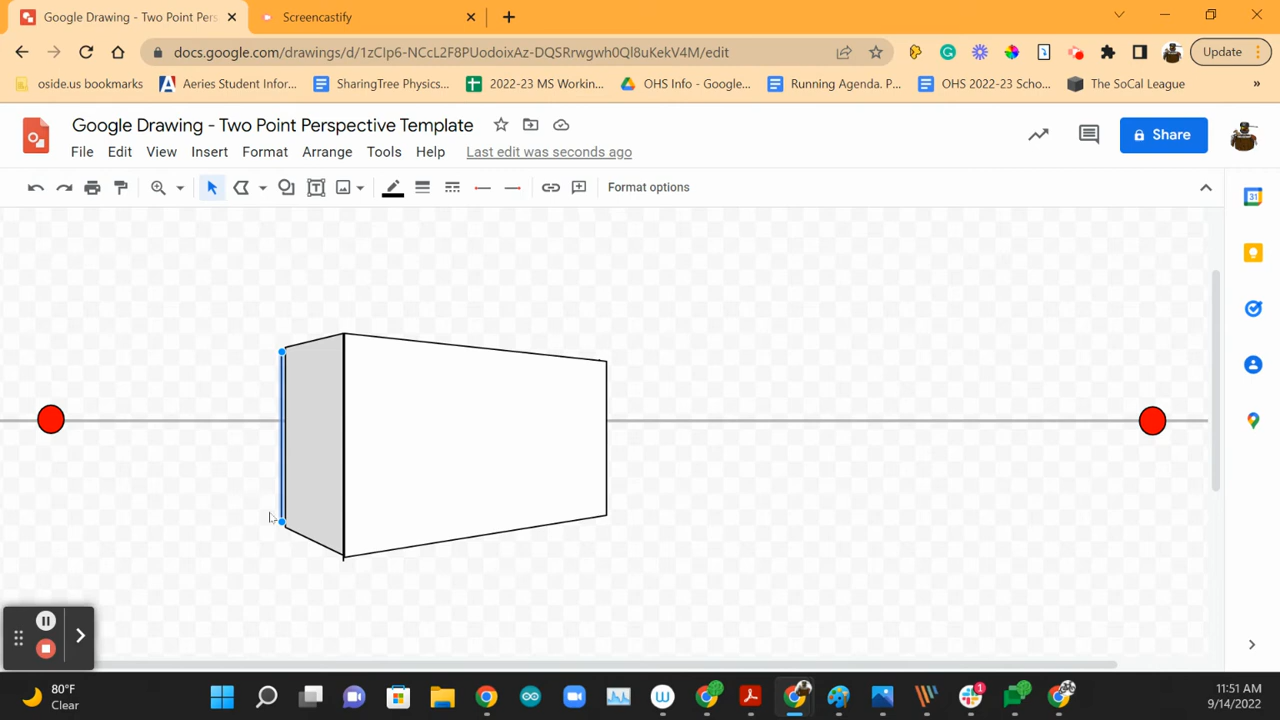 Google Drawing - Two Point Pers
Screencastify
docs.google.com/drawings/d/1zCIp6-NCcL2F8PUodoixAz-DQSRrwgwh0Ql8uKekV4M/edit
Update
oside.us bookmarks
Aeries Student Infor...
SharingTree Physics...
2022-23 MS Workin...
OHS Info - Google...
Running Agenda. P...
OHS 2022-23 Scho...
The SoCal League
»
Google Drawing - Two Point Perspective Template
File Edit View Insert Format Arrange Tools Help Last edit was seconds ago
Share
Format options
31
80°F
Clear
1
11:51 AM
9/14/2022